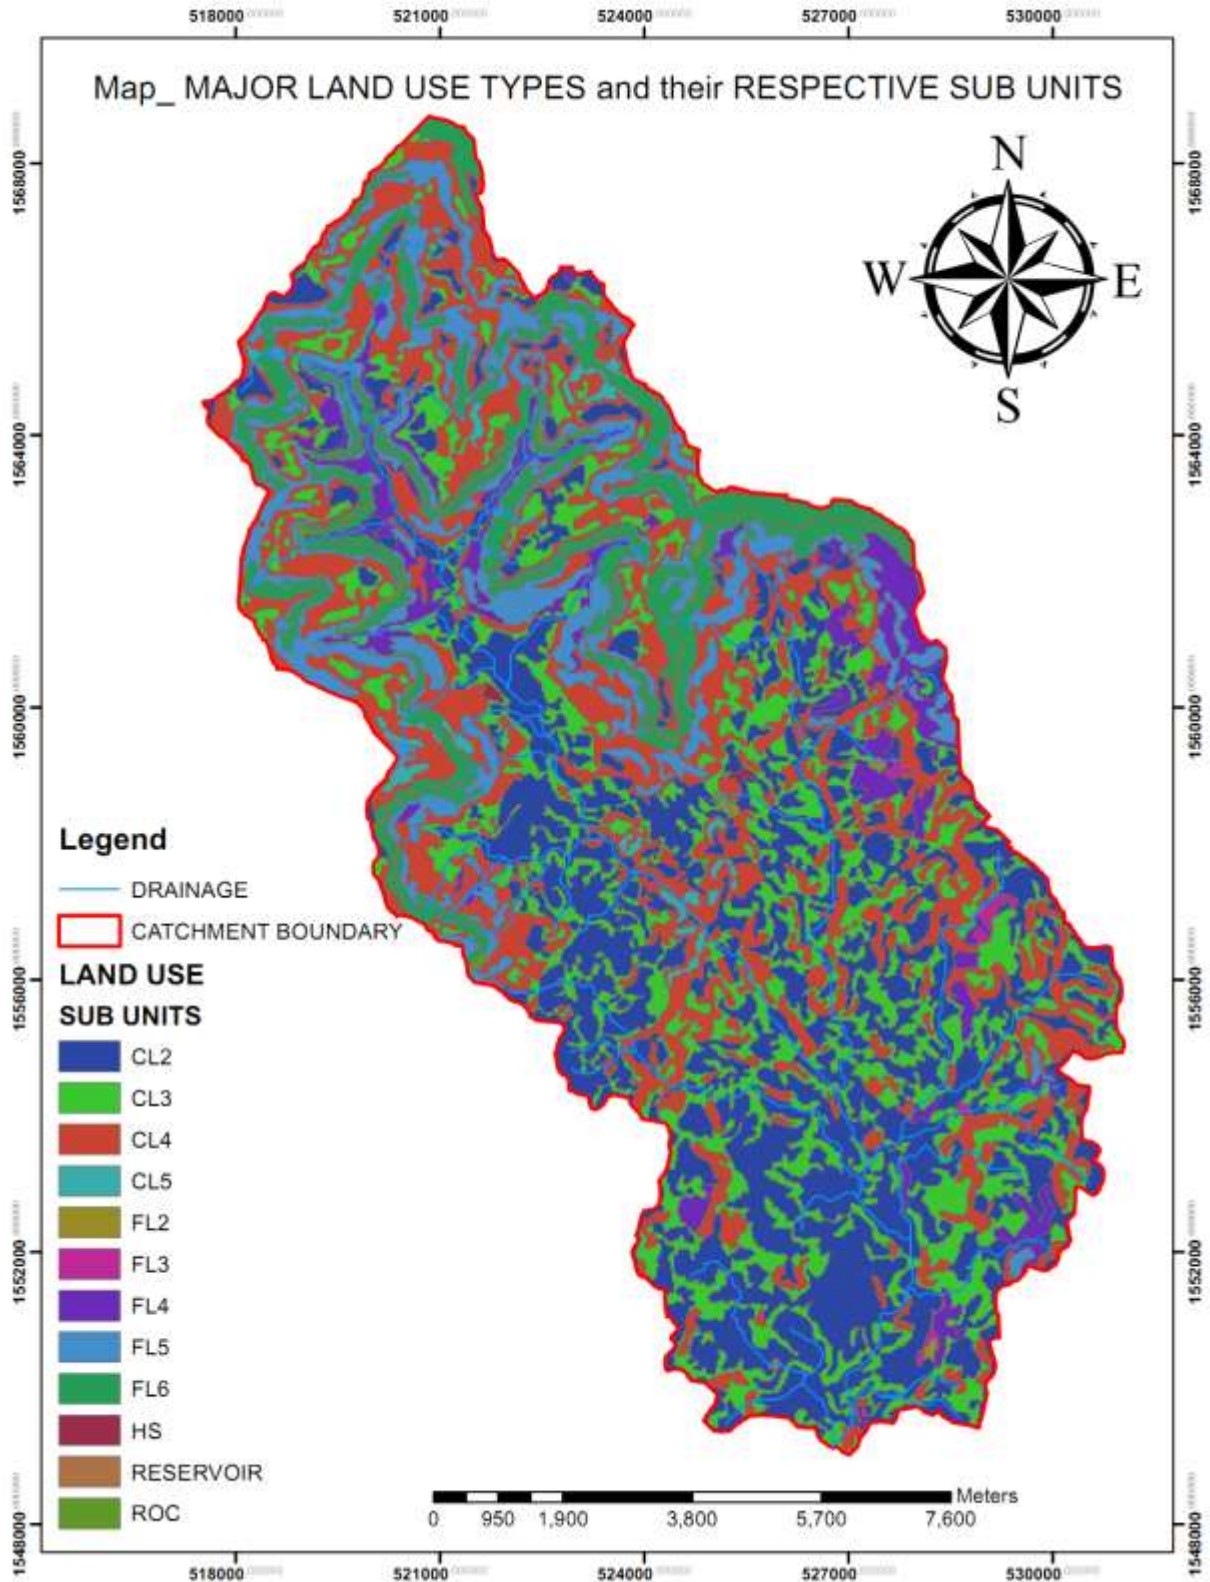 518000 521000 524000 527000 530000
Map_ MAJOR LAND USE TYPES and their RESPECTIVE SUB UNITS
N
W E
S
1568000 1568000
1564000 1564000
1560000 1560000
1556000 1556000
1552000 1552000
1548000 1548000
Legend
DRAINAGE
CATCHMENT BOUNDARY
LAND USE
SUB UNITS
CL2
CL3
CL4
CL5
FL2
FL3
FL4
FL5
FL6
HS
RESERVOIR
ROC
Meters
0 950 1,900 3,800 5,700 7,600
518000 521000 524000 527000 530000